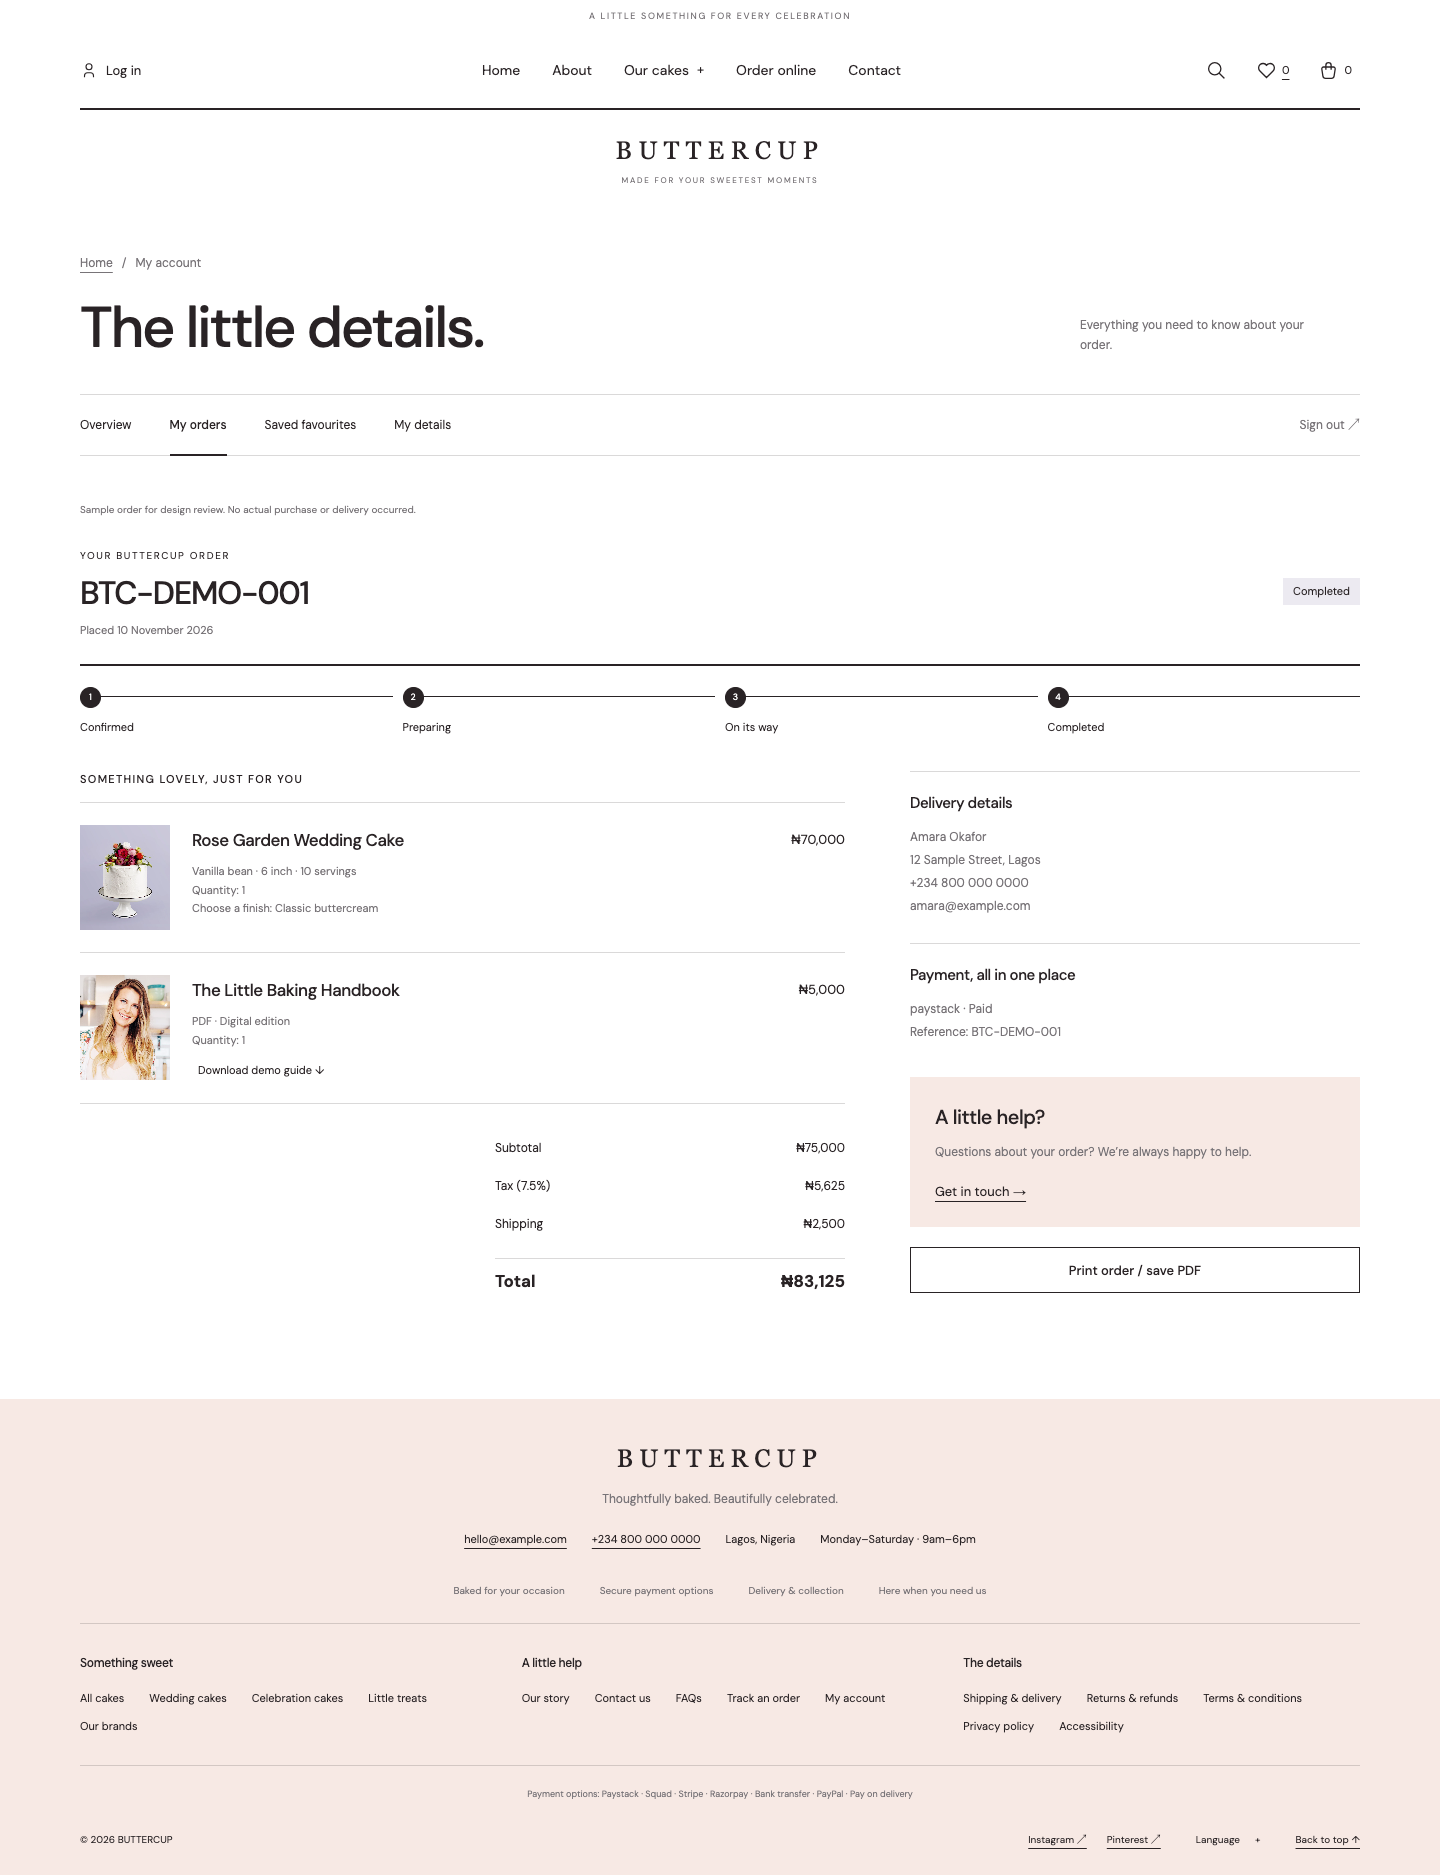 A LITTLE SOMETHING FOR EVERY CELEBRATION
Log in
Home About Our cakes + Order online Contact
0 0
BUTTERCUP
MADE FOR YOUR SWEETEST MOMENTS
Home / My account
The little details.
Everything you need to know about your
order.
Overview My orders Saved favourites My details
Sign out ↗
Sample order for design review. No actual purchase or delivery occurred.
YOUR BUTTERCUP ORDER
BTC-DEMO-001
Completed
Placed 10 November 2026
1 2 3 4
Confirmed Preparing On its way Completed
SOMETHING LOVELY, JUST FOR YOU
Rose Garden Wedding Cake ₦70,000
Vanilla bean · 6 inch · 10 servings
Quantity: 1
Choose a finish: Classic buttercream
The Little Baking Handbook ₦5,000
PDF · Digital edition
Quantity: 1
Download demo guide ↓
Subtotal ₦75,000
Tax (7.5%) ₦5,625
Shipping ₦2,500
Total ₦83,125
Delivery details
Amara Okafor
12 Sample Street, Lagos
+234 800 000 0000
amara@example.com
Payment, all in one place
paystack · Paid
Reference: BTC-DEMO-001
A little help?
Questions about your order? We’re always happy to help.
Get in touch →
Print order / save PDF
BUTTERCUP
Thoughtfully baked. Beautifully celebrated.
hello@example.com +234 800 000 0000 Lagos, Nigeria Monday–Saturday · 9am–6pm
Baked for your occasion Secure payment options Delivery & collection Here when you need us
Something sweet
All cakes Wedding cakes Celebration cakes Little treats
Our brands
A little help
Our story Contact us FAQs Track an order My account
The details
Shipping & delivery Returns & refunds Terms & conditions
Privacy policy Accessibility
Payment options: Paystack · Squad · Stripe · Razorpay · Bank transfer · PayPal · Pay on delivery
© 2026 BUTTERCUP
Instagram ↗ Pinterest ↗ Language + Back to top ↑